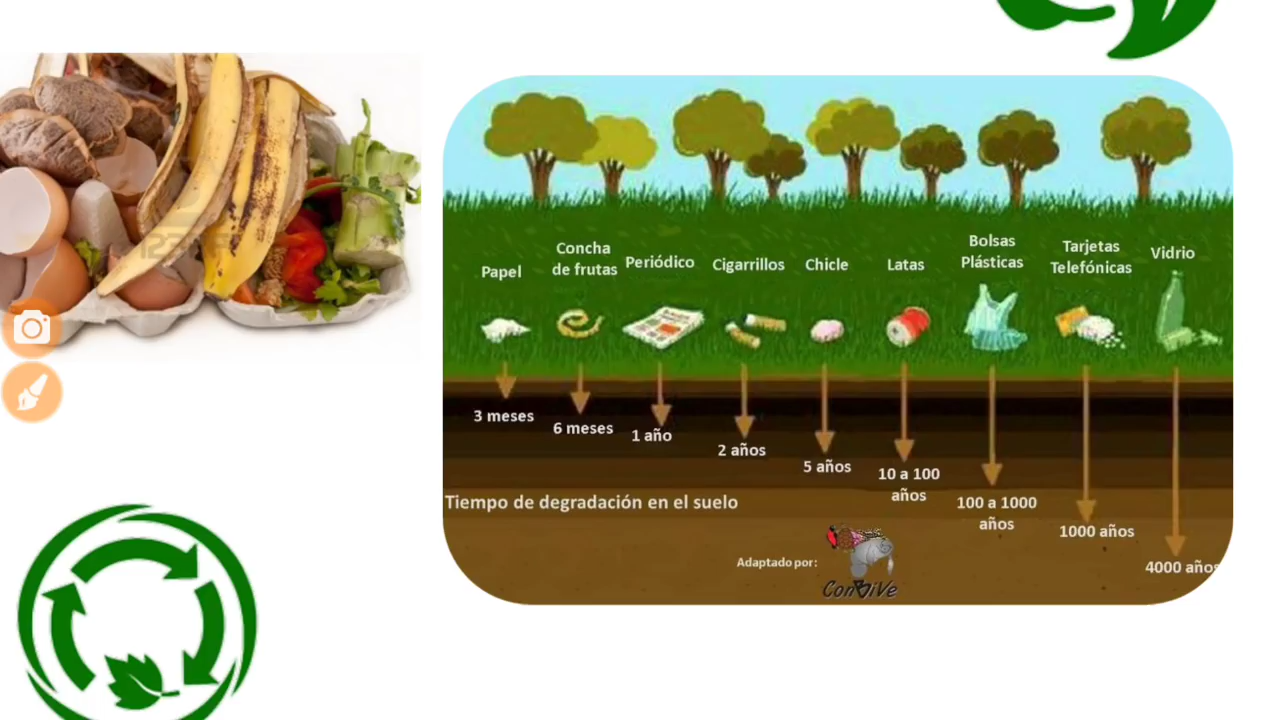 Papel
Concha
de frutas
Periódico
Cigarrillos
Chicle
Latas
Bolsas
Plásticas
Tarjetas
Telefónicas
Vidrio
3 meses
6 meses
1 año
2 años
5 años
10 a 100
años
100 a 1000
años
1000 años
4000 años
Tiempo de degradación en el suelo
Adaptado por:
ConBiVe